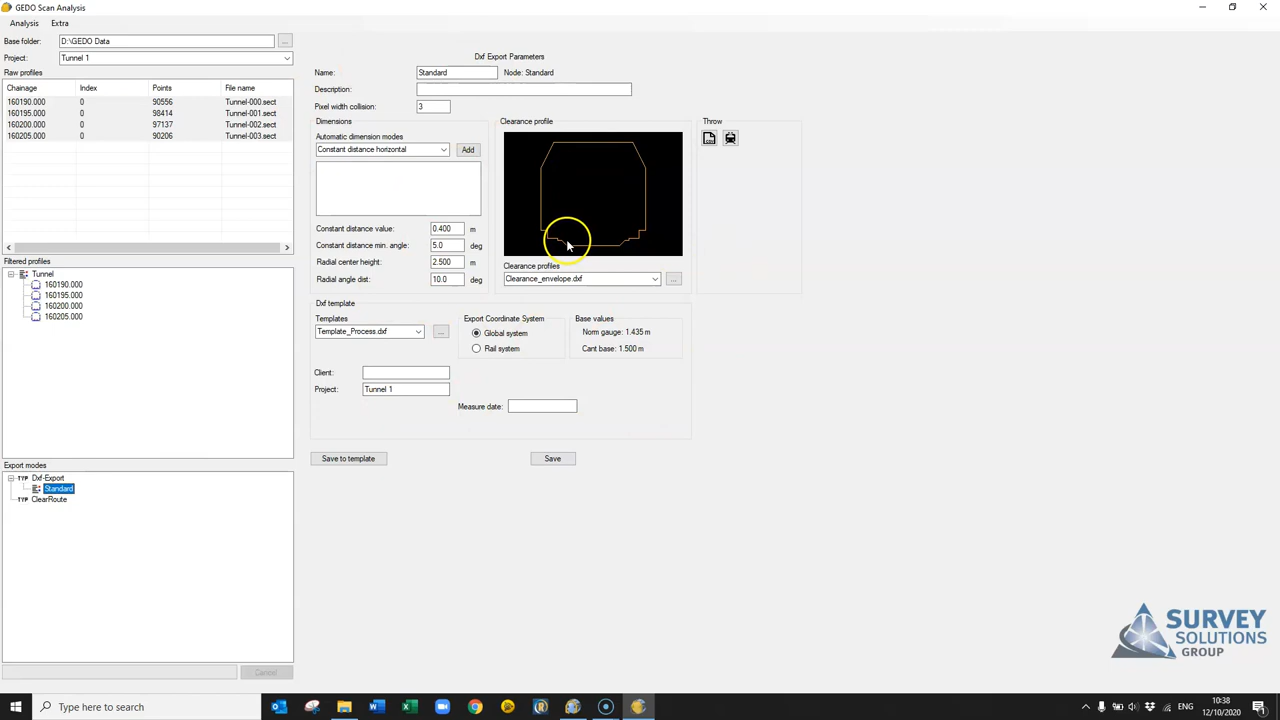 GEDO Scan Analysis
Analysis Extra
Base folder: D:\GEDO Data ...
Project: Tunnel 1
Raw profiles
Chainage Index Points File name
160190.000 0 90556 Tunnel-000.sect
160195.000 0 98414 Tunnel-001.sect
160200.000 0 97137 Tunnel-002.sect
160205.000 0 90206 Tunnel-003.sect
Filtered profiles
Tunnel
160190.000
160195.000
160200.000
160205.000
Export modes
TYP Dxf-Export
Standard
TYP ClearRoute
Cancel
Dxf Export Parameters
Name: Standard Node: Standard
Description:
Pixel width collision: 3
Dimensions
Automatic dimension modes
Constant distance horizontal Add
Constant distance value: 0.400 m
Constant distance min. angle: 5.0 deg
Radial center height: 2.500 m
Radial angle dist: 10.0 deg
Clearance profile
Clearance profiles
Clearance_envelope.dxf ...
Throw
CSV
Dxf template
Templates
Template_Process.dxf ...
Export Coordinate System
Global system
Rail system
Base values
Norm gauge: 1.435 m
Cant base: 1.500 m
Client:
Project: Tunnel 1
Measure date:
Save to template Save
SURVEY
SOLUTIONS
GROUP
Type here to search
ENG
10:38
12/10/2020